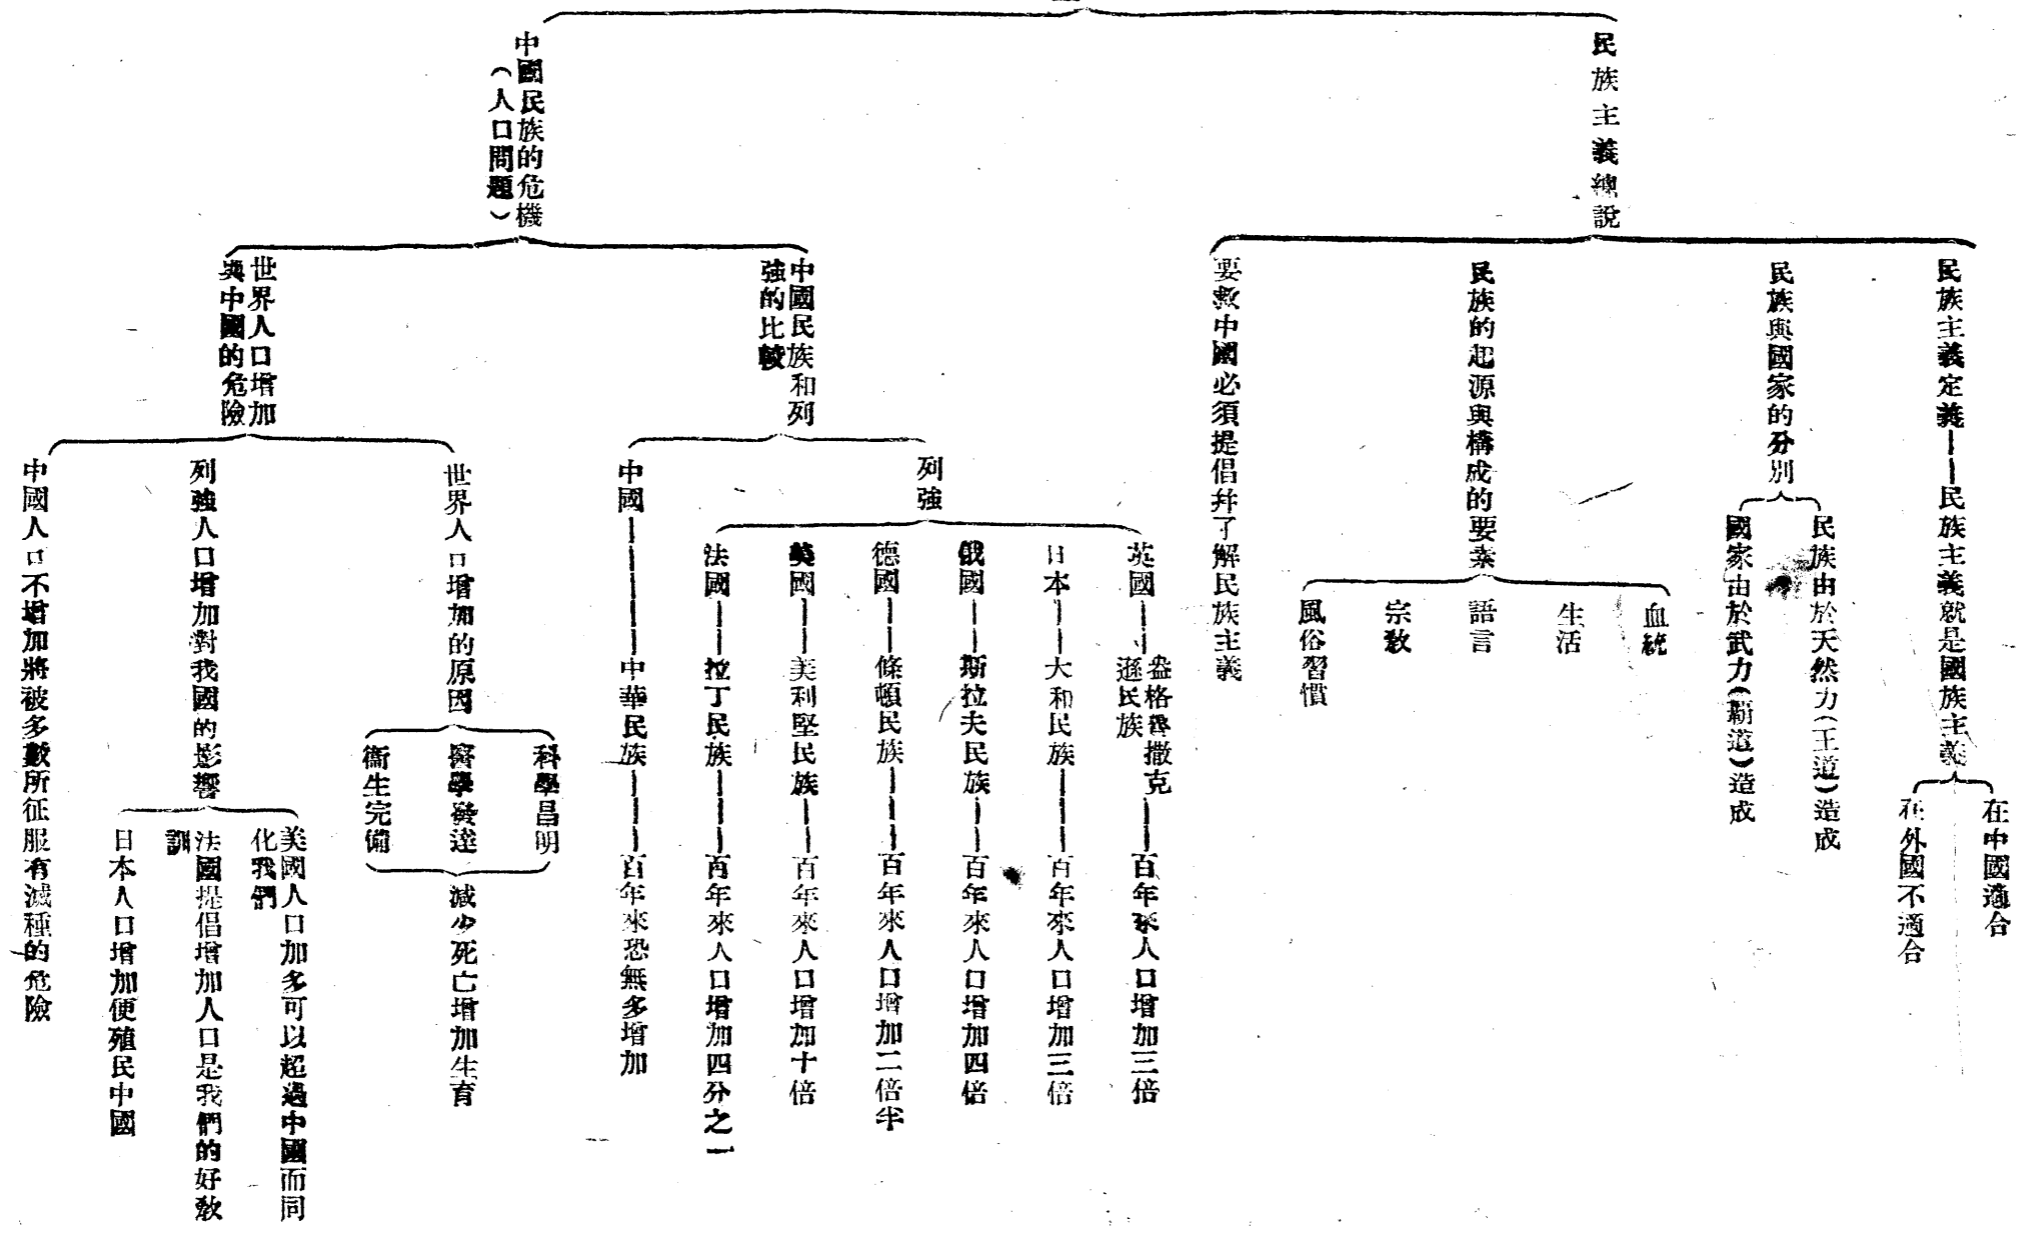 民族主義總說
民族主義定義——民族主義就是國族主義
在中國適合
在外國不適合
民族與國家的分別
民族由於天然力(王道)造成
國家由於武力(霸道)造成
民族的起源與構成的要素
血統
生活
語言
宗敎
風俗習慣
要救中國必須提倡幷了解民族主義
中國民族的危機
(人口問題)
中國民族和列
強的比較
列強
英國——盎格魯撒克
遜民族——百年來人口增加三倍
日本——大和民族——百年來人口增加三倍
俄國——斯拉夫民族——百年來人口增加四倍
德國——條頓民族——百年來人口增加二倍半
美國——美利堅民族——百年來人口增加十倍
法國——拉丁民族——百年來人口增加四分之一
中國——中華民族——百年來恐無多增加
世界人口增加
與中國的危險
世界人口增加的原因
科學昌明
醫學發達
衞生完備
減少死亡增加生育
列強人口增加對我國的影響
美國人口加多可以超過中國而同
化我們
法國提倡增加人口是我們的好敎
訓
日本人口增加便殖民中國
中國人口不增加將被多數所征服有滅種的危險